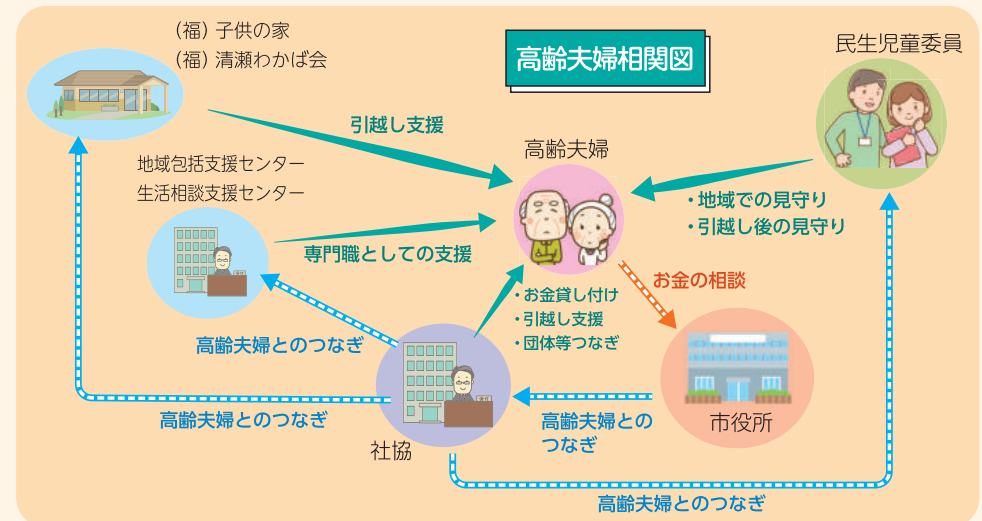 (福) 子供の家
(福) 清瀬わかば会
高齢夫婦相関図
民生児童委員
引越し支援
高齢夫婦
地域包括支援センター
生活相談支援センター
・地域での見守り
・引越し後の見守り
専門職としての支援
お金の相談
・お金貸し付け
・引越し支援
・団体等つなぎ
高齢夫婦とのつなぎ
高齢夫婦とのつなぎ
高齢夫婦との
つなぎ
市役所
社協
高齢夫婦とのつなぎ